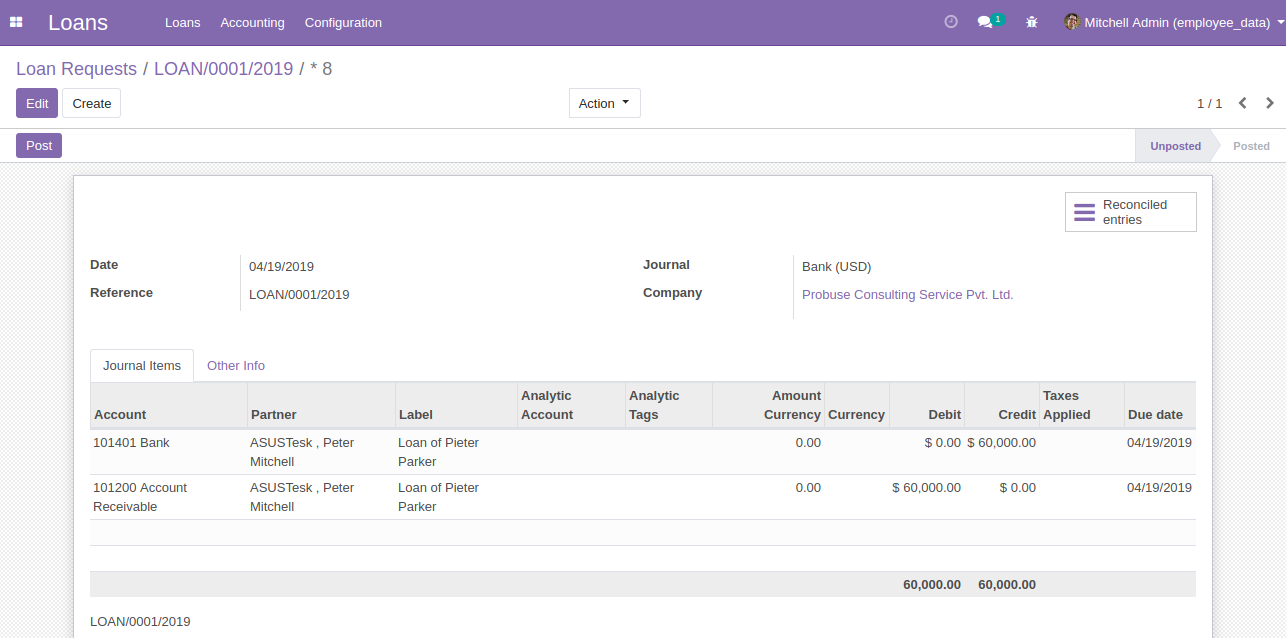 Loans Loans Accounting Configuration 1 Mitchell Admin (employee_data)
Loan Requests / LOAN/0001/2019 / * 8
Edit Create Action 1 / 1
Post Unposted Posted
Reconciled
entries
Date 04/19/2019 Journal Bank (USD)
Reference LOAN/0001/2019 Company Probuse Consulting Service Pvt. Ltd.
Journal Items Other Info
Analytic Analytic Amount Taxes
Account Partner Label Account Tags Currency Currency Debit Credit Applied Due date
101401 Bank ASUSTesk , Peter Loan of Pieter 0.00 $ 0.00 $ 60,000.00 04/19/2019
Mitchell Parker
101200 Account ASUSTesk , Peter Loan of Pieter 0.00 $ 60,000.00 $ 0.00 04/19/2019
Receivable Mitchell Parker
60,000.00 60,000.00
LOAN/0001/2019